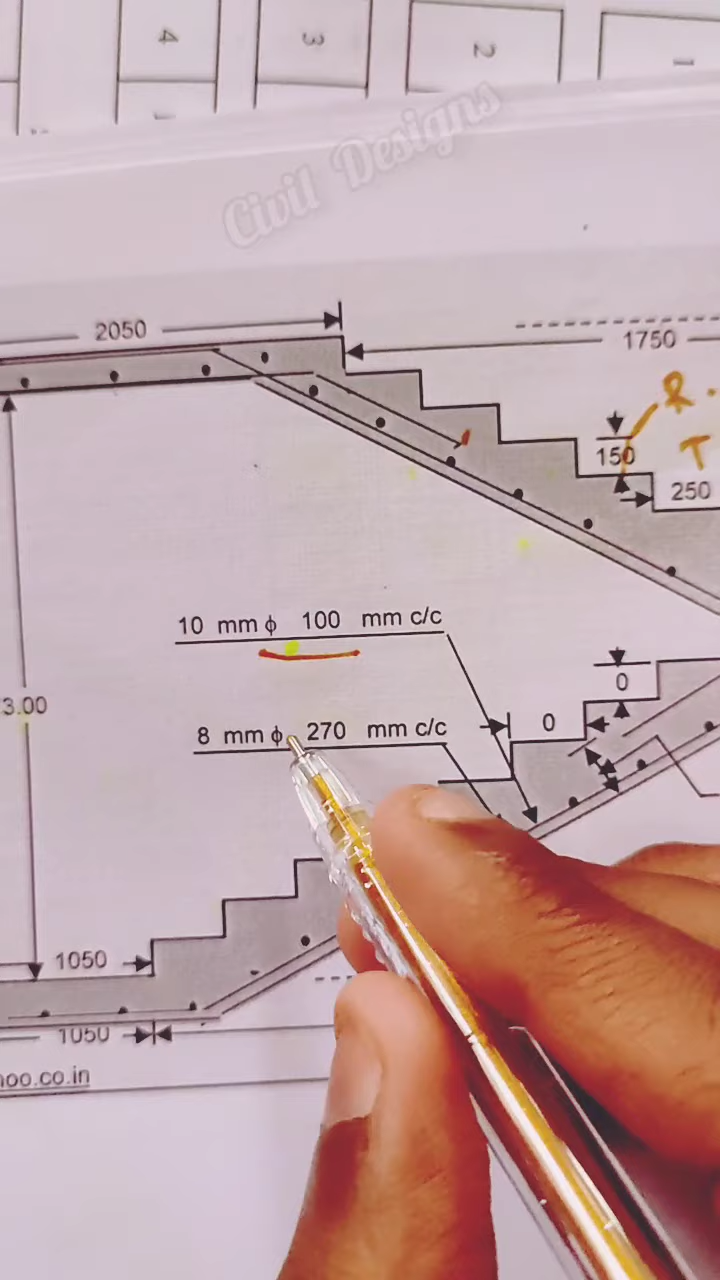 4 3 2 1
Civil Designs
2050
1750
R.
150 T
250
10 mm ϕ 100 mm c/c
0
3.00
0
8 mm ϕ 270 mm c/c
1050
1050
hoo.co.in